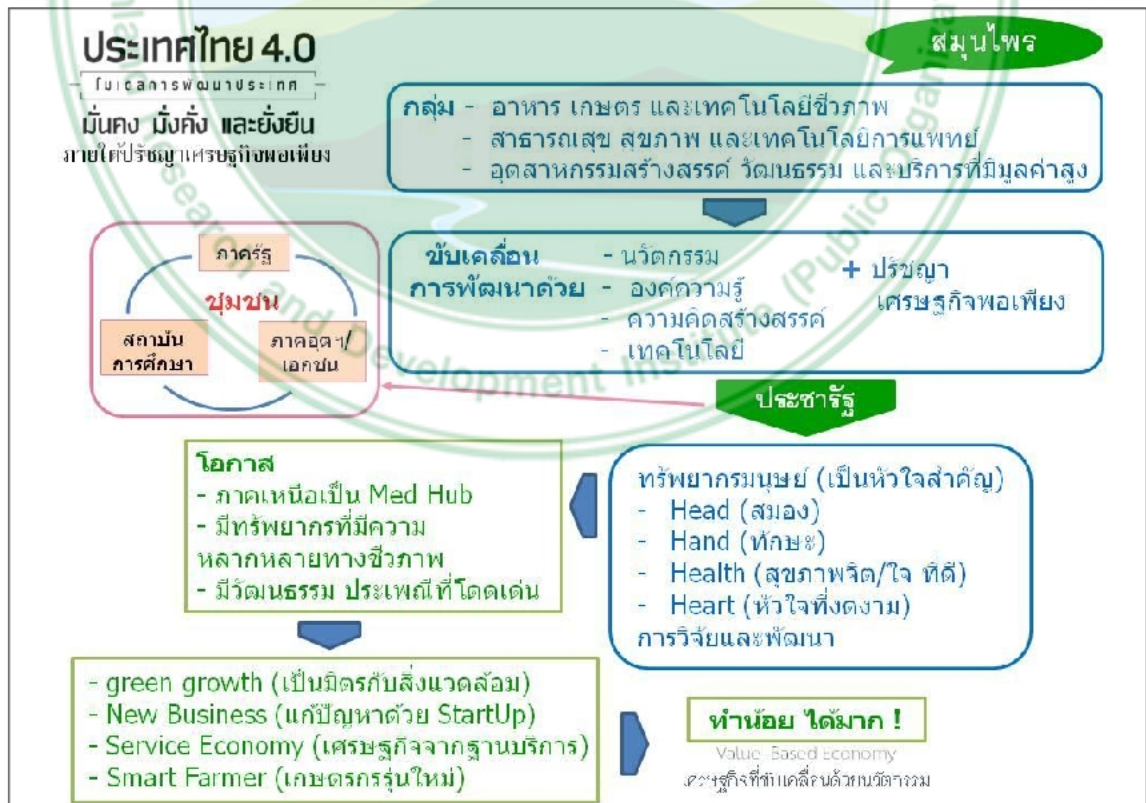 ประเทศไทย 4.0
โมเดลการพัฒนาประเทศ
มั่นคง มั่งคั่ง และยั่งยืน
ภายใต้ปรัชญาเศรษฐกิจพอเพียง
สมุนไพร
กลุ่ม - อาหาร เกษตร และเทคโนโลยีชีวภาพ
- สาธารณสุข สุขภาพ และเทคโนโลยีการแพทย์
- อุตสาหกรรมสร้างสรรค์ วัฒนธรรม และบริการที่มีมูลค่าสูง
ภาครัฐ
ชุมชน
สถาบัน
การศึกษา
ภาคอุตฯ/
เอกชน
ขับเคลื่อน - นวัตกรรม
การพัฒนาด้วย - องค์ความรู้
- ความคิดสร้างสรรค์
- เทคโนโลยี
+ ปรัชญา
เศรษฐกิจพอเพียง
ประชารัฐ
ทรัพยากรมนุษย์ (เป็นหัวใจสำคัญ)
- Head (สมอง)
- Hand (ทักษะ)
- Health (สุขภาพจิต/ใจ ที่ดี)
- Heart (หัวใจที่งดงาม)
การวิจัยและพัฒนา
โอกาส
- ภาคเหนือเป็น Med Hub
- มีทรัพยากรที่มีความ
หลากหลายทางชีวภาพ
- มีวัฒนธรรม ประเพณีที่โดดเด่น
- green growth (เป็นมิตรกับสิ่งแวดล้อม)
- New Business (แก้ปัญหาด้วย StartUp)
- Service Economy (เศรษฐกิจจากฐานบริการ)
- Smart Farmer (เกษตรกรรุ่นใหม่)
ทำน้อย ได้มาก !
Value-Based Economy
เศรษฐกิจที่ขับเคลื่อนด้วยนวัตกรรม
Research and Development Institute (Public